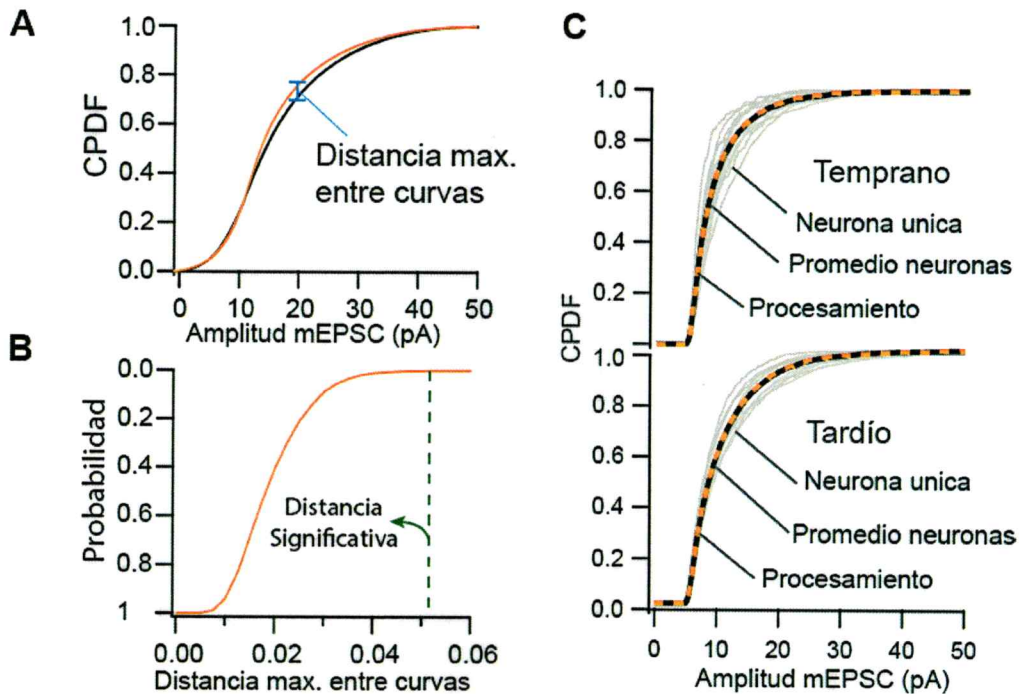 A
CPDF
1.0
0.8
0.6
0.4
0.2
0.0
Distancia max.
entre curvas
0 10 20 30 40 50
Amplitud mEPSC (pA)
B
Probabilidad
0.0
0.2
0.4
0.6
0.8
1
Distancia
Significativa
0.00 0.02 0.04 0.06
Distancia max. entre curvas
C
CPDF
1.0
0.8
0.6
0.4
0.2
Temprano
Neurona unica
Promedio neuronas
Procesamiento
0.0
1.0
0.8
0.6
0.4
0.2
0.0
Tardío
Neurona unica
Promedio neuronas
Procesamiento
0 10 20 30 40 50
Amplitud mEPSC (pA)